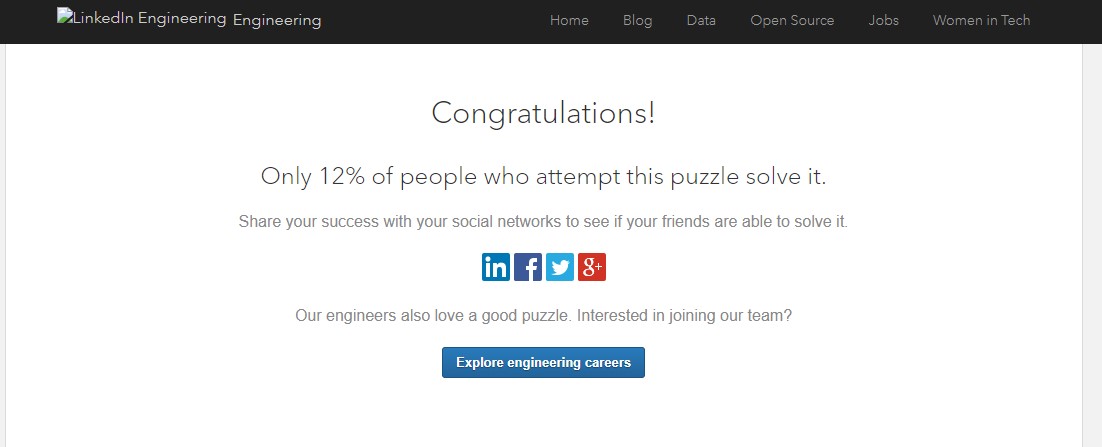 LinkedIn Engineering Engineering Home Blog Data Open Source Jobs Women in Tech
Congratulations!
Only 12% of people who attempt this puzzle solve it.
Share your success with your social networks to see if your friends are able to solve it.
in f g+
Our engineers also love a good puzzle. Interested in joining our team?
Explore engineering careers